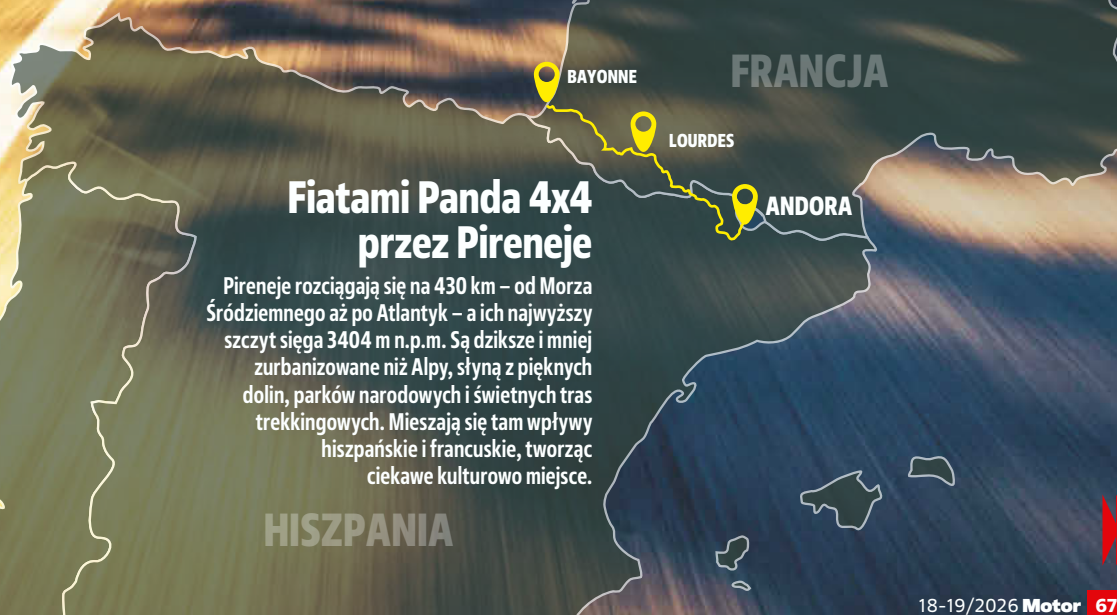 FRANCJA
BAYONNE
LOURDES
ANDORA
Fiatami Panda 4x4
przez Pireneje
Pireneje rozciągają się na 430 km – od Morza
Śródziemnego aż po Atlantyk – a ich najwyższy
szczyt sięga 3404 m n.p.m. Są dziksze i mniej
zurbanizowane niż Alpy, słyną z pięknych
dolin, parków narodowych i świetnych tras
trekkingowych. Mieszają się tam wpływy
hiszpańskie i francuskie, tworząc
ciekawe kulturowo miejsce.
HISZPANIA
18-19/2026 Motor 67